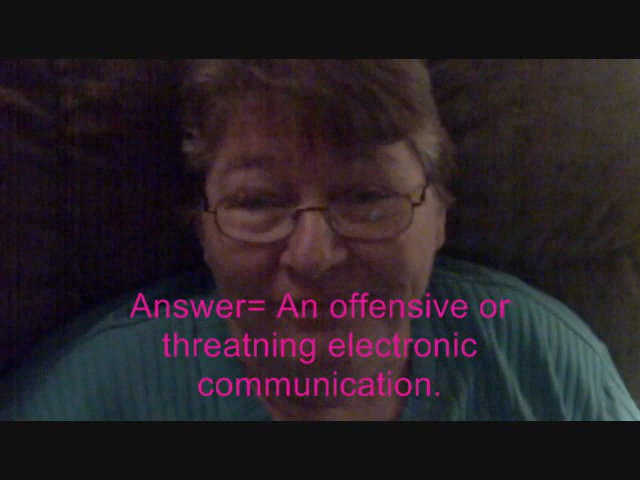 Answer= An offensive or
threatning electronic
communication.